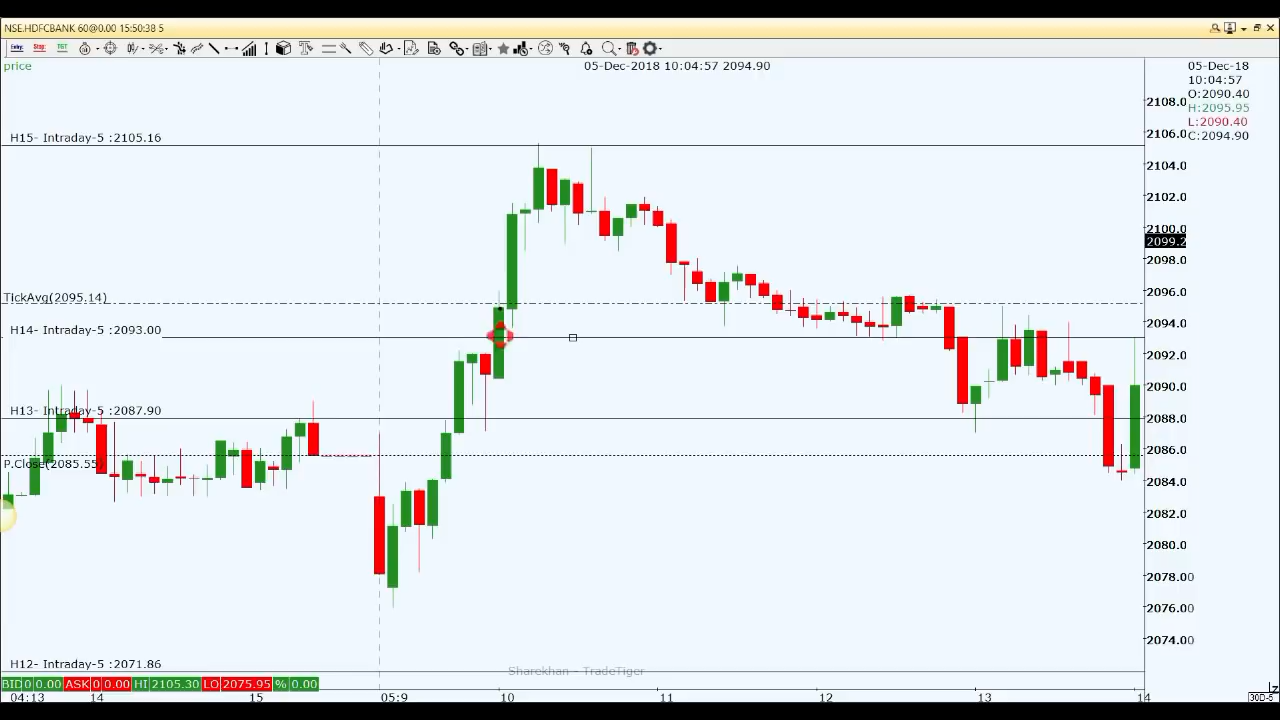 NSE.HDFCBANK 60@0.00 15:50:38 5
Entry Stop TGT
price
05-Dec-2018 10:04:57 2094.90
05-Dec-18
10:04:57
O:2090.40
H:2095.95
L:2090.40
C:2094.90
2108.0
H15- Intraday-5 :2105.16
2106.0
2104.0
2102.0
2100.0
2099.2
2098.0
TickAvg(2095.14)
2096.0
2094.0
H14- Intraday-5 :2093.00
2092.0
2090.0
H13- Intraday-5 :2087.90
2088.0
2086.0
P.Close(2085.55)
2084.0
2082.0
2080.0
2078.00
2076.00
2074.00
H12- Intraday-5 :2071.86
Sharekhan - TradeTiger
BID 0 0.00 ASK 0 0.00 HI 2105.30 LO 2075.95 % 0.00
04:13 14 15 05:9 10 11 12 13 14
30D-5